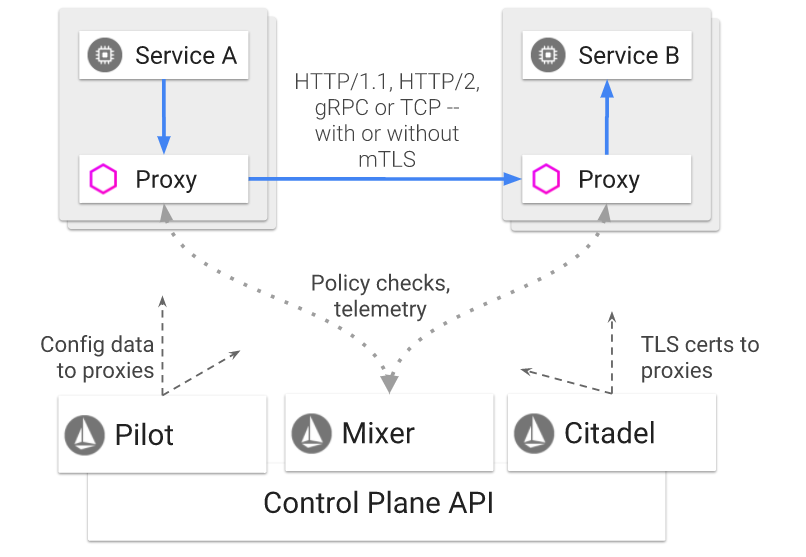 Service A
Service B
HTTP/1.1, HTTP/2,
gRPC or TCP --
with or without
mTLS
Proxy
Proxy
Policy checks,
telemetry
Config data
to proxies
TLS certs to
proxies
Pilot
Mixer
Citadel
Control Plane API